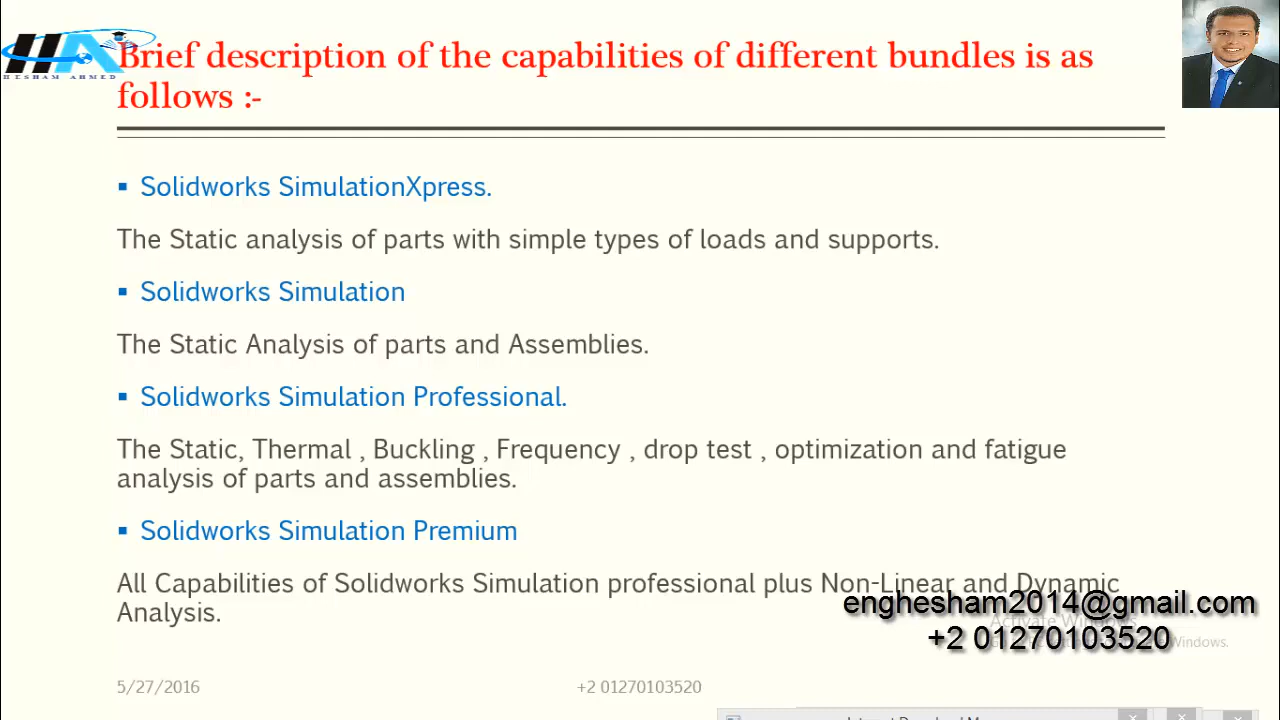 HA
HESHAM AHMED
Brief description of the capabilities of different bundles is as
follows :-
▪ Solidworks SimulationXpress.
The Static analysis of parts with simple types of loads and supports.
▪ Solidworks Simulation
The Static Analysis of parts and Assemblies.
▪ Solidworks Simulation Professional.
The Static, Thermal , Buckling , Frequency , drop test , optimization and fatigue
analysis of parts and assemblies.
▪ Solidworks Simulation Premium
All Capabilities of Solidworks Simulation professional plus Non-Linear and Dynamic
Analysis.
enghesham2014@gmail.com
Activate Windows
+2 01270103520
Windows.
5/27/2016
+2 01270103520